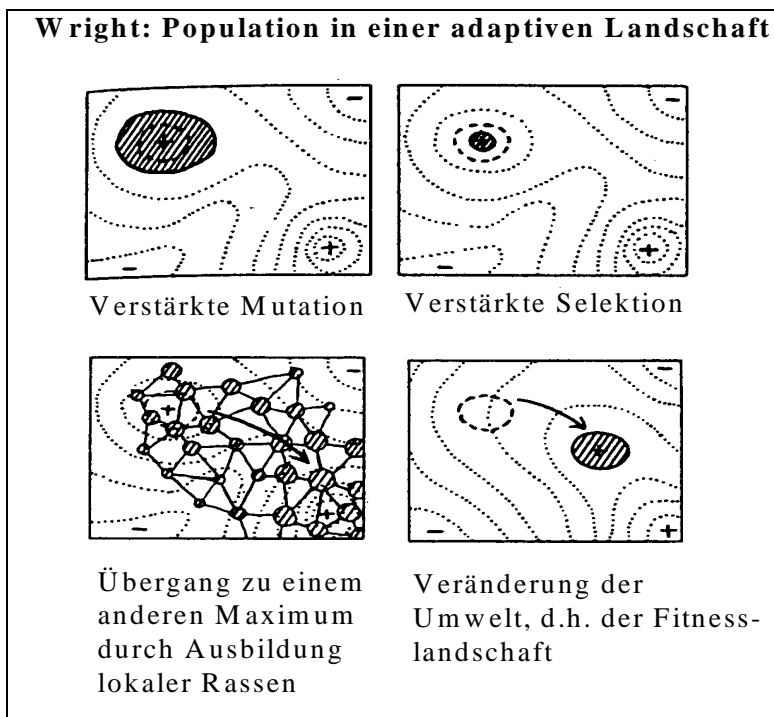 Wright: Population in einer adaptiven Landschaft
Verstärkte Mutation
Verstärkte Selektion
Übergang zu einem
anderen Maximum
durch Ausbildung
lokaler Rassen
Veränderung der
Umwelt, d.h. der Fitness-
landschaft